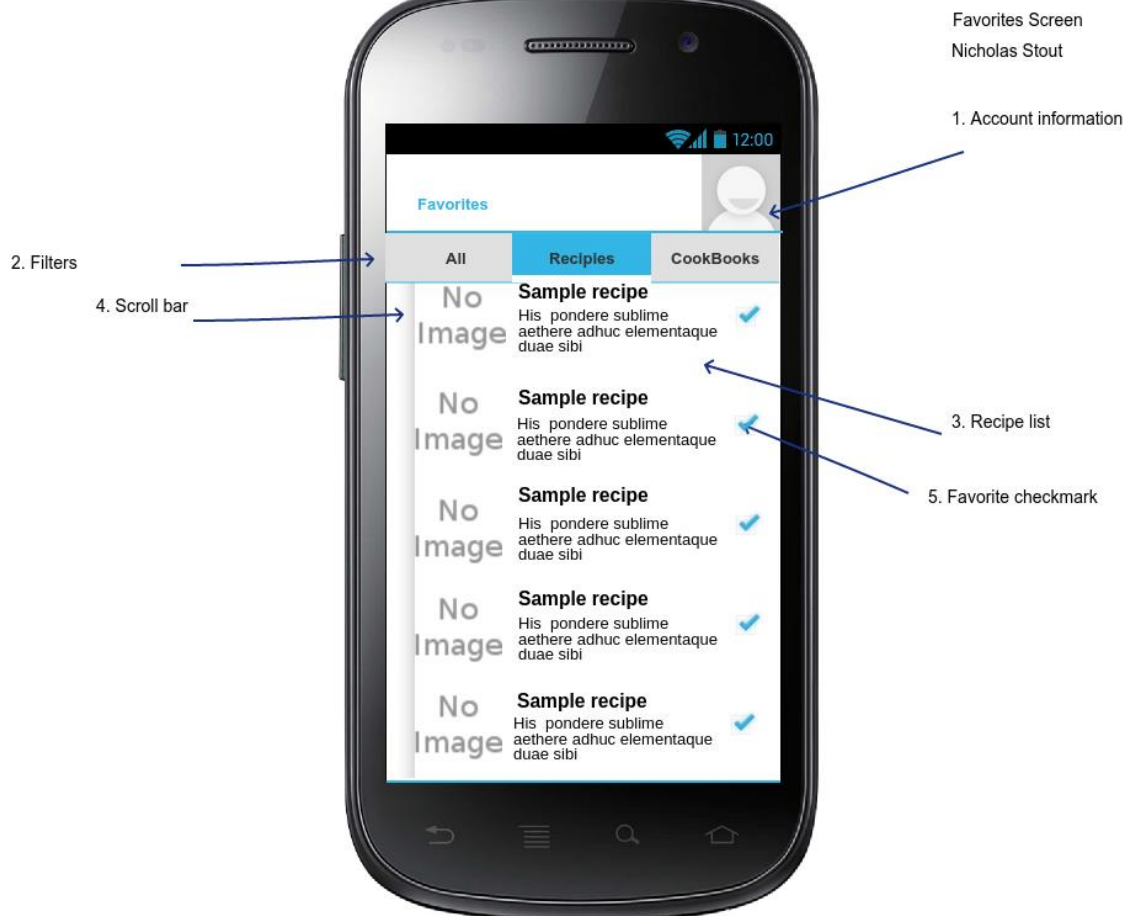 Favorites Screen
Nicholas Stout
1. Account information
12:00
Favorites
2. Filters
All
Recipies
CookBooks
4. Scroll bar
No
Image
Sample recipe
His pondere sublime
aethere adhuc elementaque
duae sibi
No
Image
Sample recipe
His pondere sublime
aethere adhuc elementaque
duae sibi
3. Recipe list
5. Favorite checkmark
No
Image
Sample recipe
His pondere sublime
aethere adhuc elementaque
duae sibi
No
Image
Sample recipe
His pondere sublime
aethere adhuc elementaque
duae sibi
No
Image
Sample recipe
His pondere sublime
aethere adhuc elementaque
duae sibi